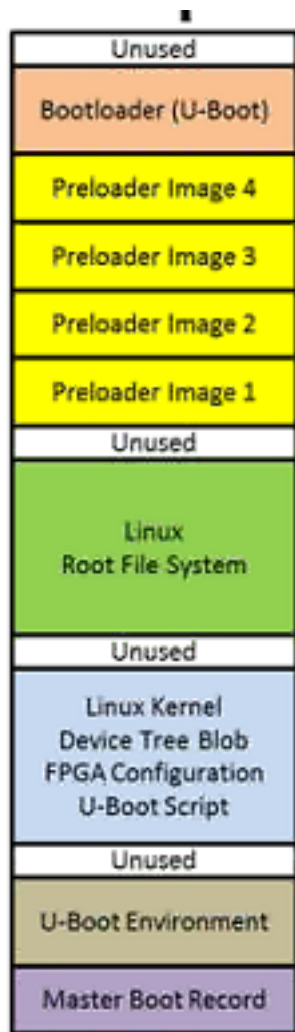 Unused
Bootloader (U-Boot)
Preloader Image 4
Preloader Image 3
Preloader Image 2
Preloader Image 1
Unused
Linux
Root File System
Unused
Linux Kernel
Device Tree Blob
FPGA Configuration
U-Boot Script
Unused
U-Boot Environment
Master Boot Record